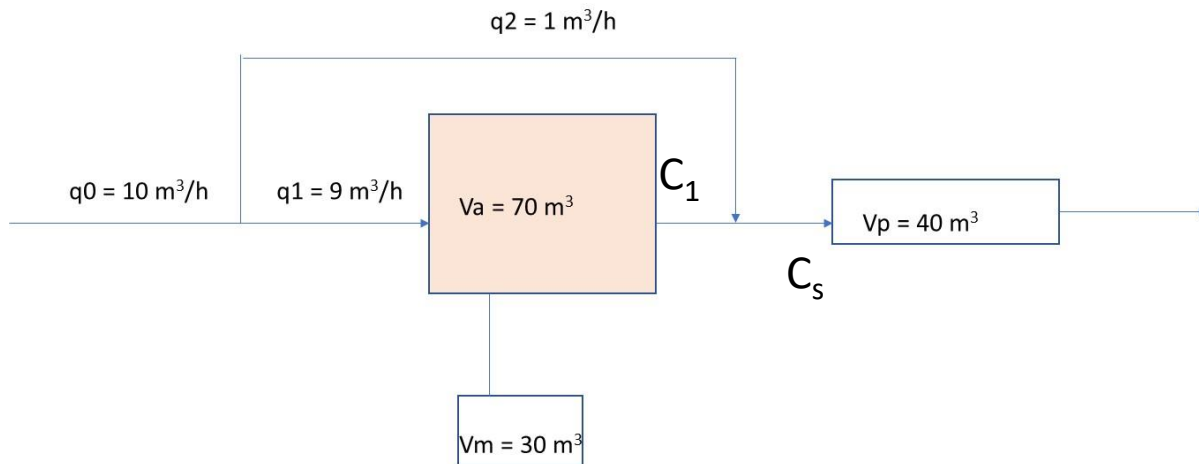 q2 = 1 m³/h
q0 = 10 m³/h
q1 = 9 m³/h
Va = 70 m³
C₁
Vp = 40 m³
Cₛ
Vm = 30 m³